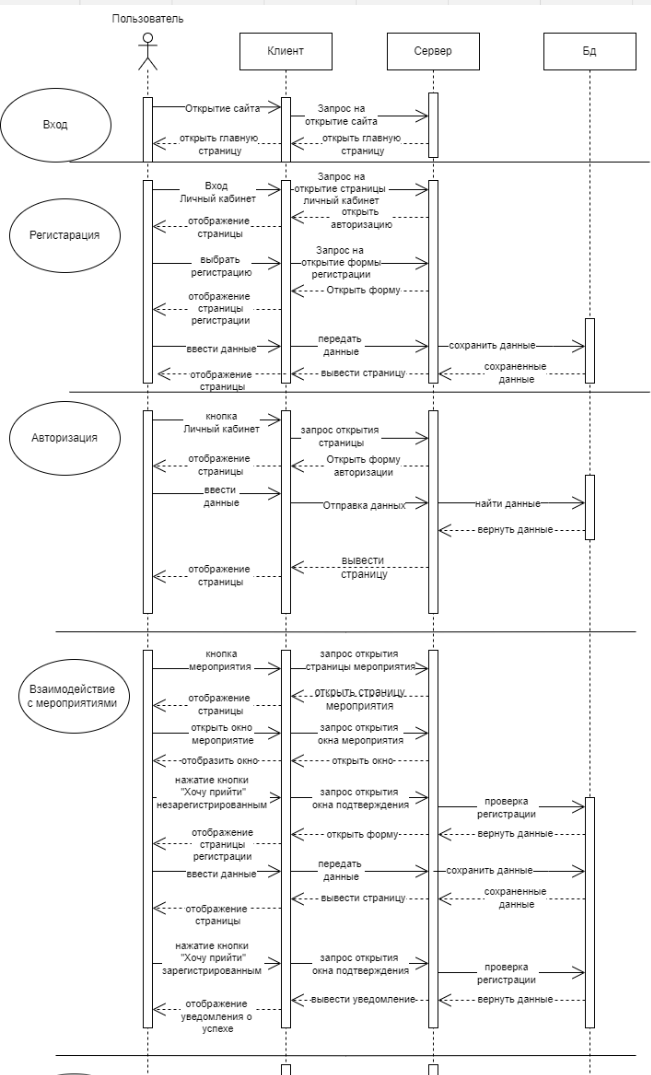 Пользователь
Клиент
Сервер
Бд
Вход
Открытие сайта
Запрос на
открытие сайта
открыть главную
страницу
открыть главную
страницу
Регистарация
Вход
Личный кабинет
Запрос на
открытие страницы
личный кабинет
открыть
авторизацию
отображение
страницы
выбрать
регистрацию
Запрос на
открытие формы
регистрации
Открыть форму
отображение
страницы
регистрации
ввести данные
передать
данные
сохранить данные
сохраненные
данные
вывести страницу
отображение
страницы
Авторизация
кнопка
Личный кабинет
запрос открытия
страницы
Открыть форму
авторизации
отображение
страницы
ввести
данные
Отправка данных
найти данные
вернуть данные
вывести
страницу
отображение
страницы
Взаимодействие
с мероприятиями
кнопка
мероприятия
запрос открытия
страницы мероприятия
открыть страницу
мероприятия
отображение
страницы
открыть окно
мероприятие
запрос открытия
окна мероприятия
открыть окно
отобразить окно
нажатие кнопки
"Хочу прийти"
незарегистрированным
запрос открытия
окна подтверждения
проверка
регистрации
вернуть данные
открыть форму
отображение
страницы
регистрации
ввести данные
передать
данные
сохранить данные
сохраненные
данные
вывести страницу
отображение
страницы
нажатие кнопки
"Хочу прийти"
зарегистрированным
запрос открытия
окна подтверждения
проверка
регистрации
вернуть данные
вывести уведомление
отображение
уведомления о
успехе